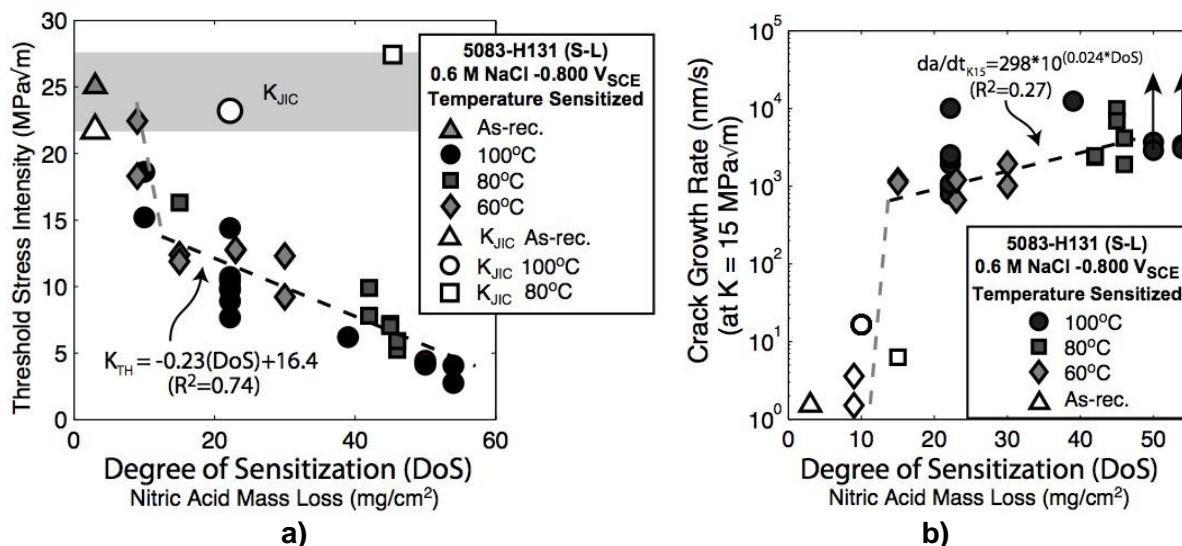 30
25
20
15
10
5
0
0
20
40
60
Threshold Stress Intensity (MPa√m)
Degree of Sensitization (DoS)
Nitric Acid Mass Loss (mg/cm²)
K_JIC
K_TH = -0.23(DoS)+16.4
(R²=0.74)
5083-H131 (S-L)
0.6 M NaCl -0.800 V_SCE
Temperature Sensitized
As-rec.
100°C
80°C
60°C
K_JIC As-rec.
K_JIC 100°C
K_JIC 80°C
a)
10⁵
10⁴
10³
10²
10¹
10⁰
0
10
20
30
40
50
Crack Growth Rate (nm/s)
(at K = 15 MPa√m)
Degree of Sensitization (DoS)
Nitric Acid Mass Loss (mg/cm²)
da/dt_K15=298*10^(0.024*DoS)
(R²=0.27)
5083-H131 (S-L)
0.6 M NaCl -0.800 V_SCE
Temperature Sensitized
100°C
80°C
60°C
As-rec.
b)